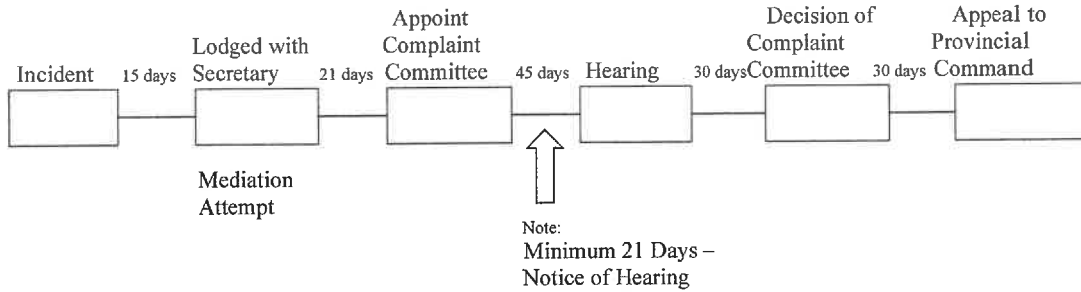 Incident
15 days
Lodged with
Secretary
21 days
Appoint
Complaint
Committee
45 days
Hearing
30 days
Decision of
Complaint
Committee
30 days
Appeal to
Provincial
Command
Mediation
Attempt
Note:
Minimum 21 Days –
Notice of Hearing